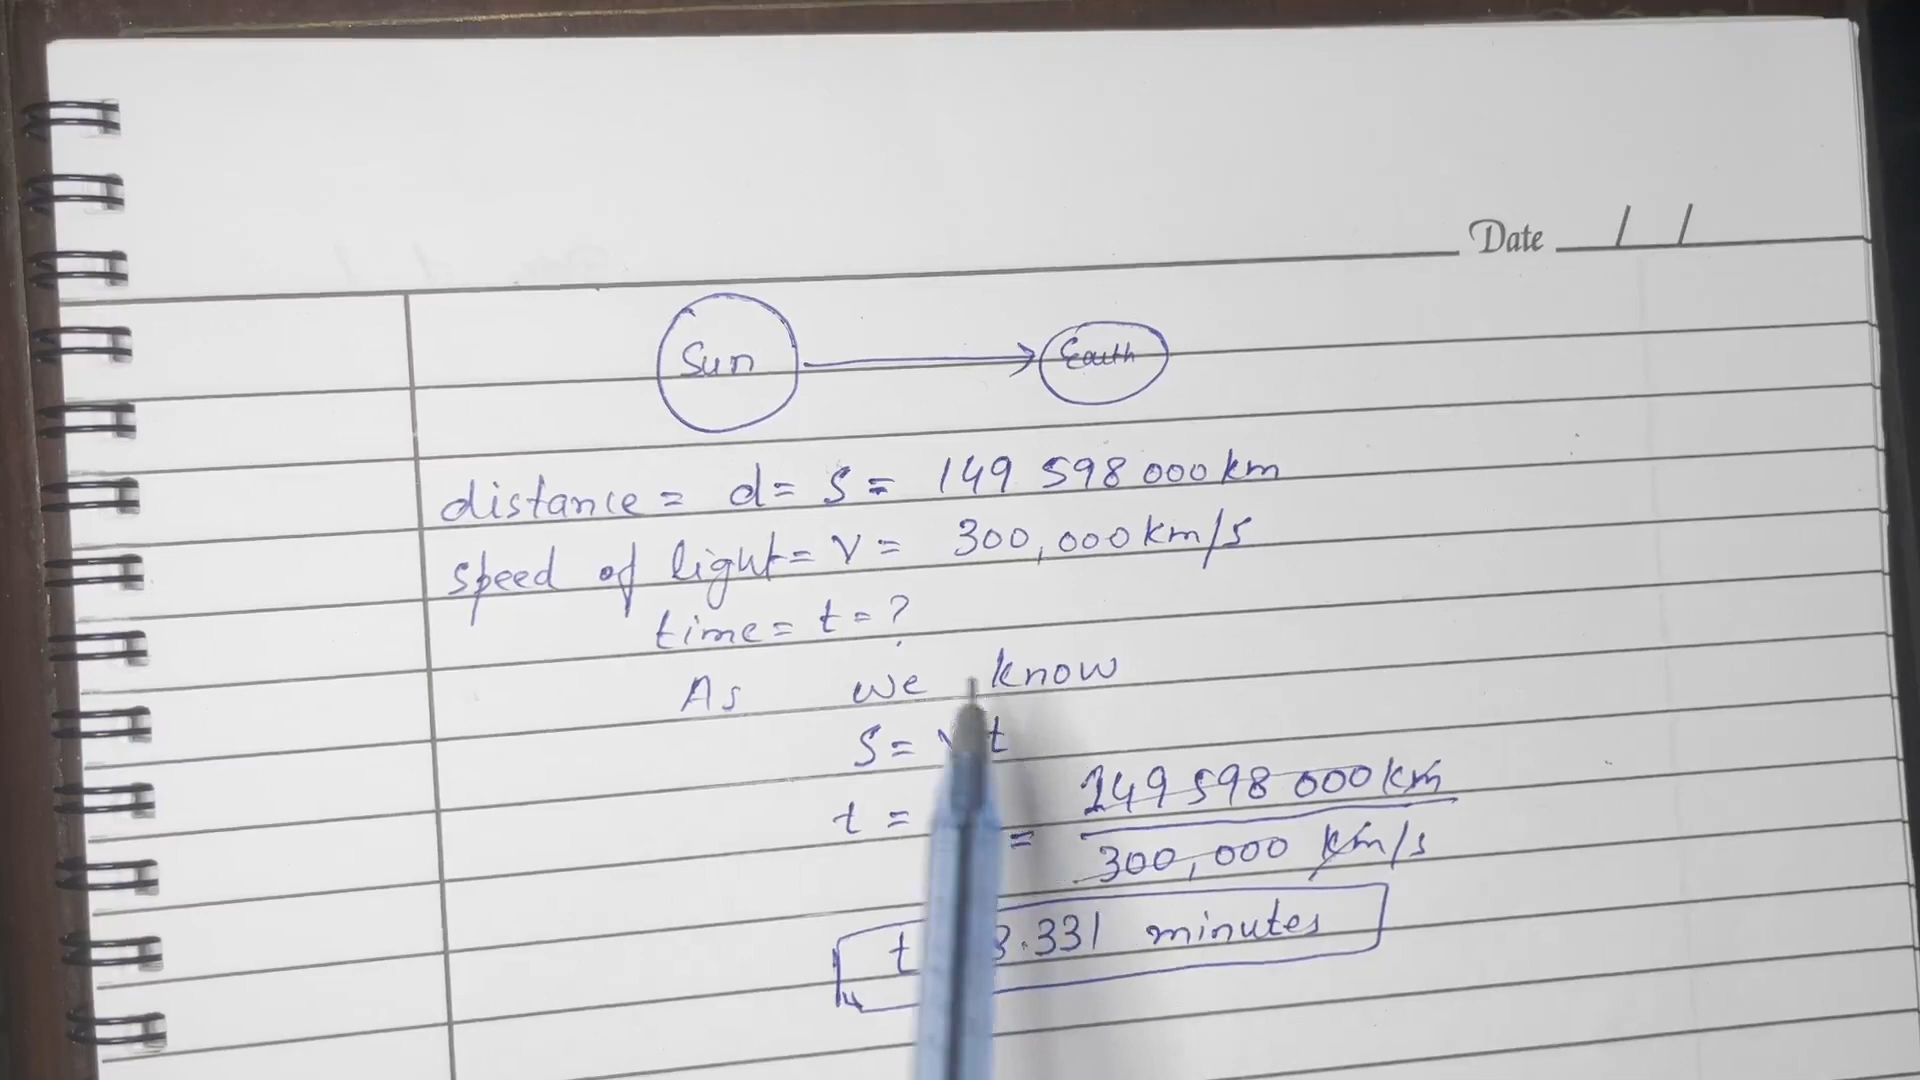 Date / /
Sun Earth
distance = d = S = 149 598 000 km
speed of light = v = 300,000 km/s
time = t = ?
As we know
S = t
t = = 149 598 000 km
300,000 km/s
t 3.331 minutes